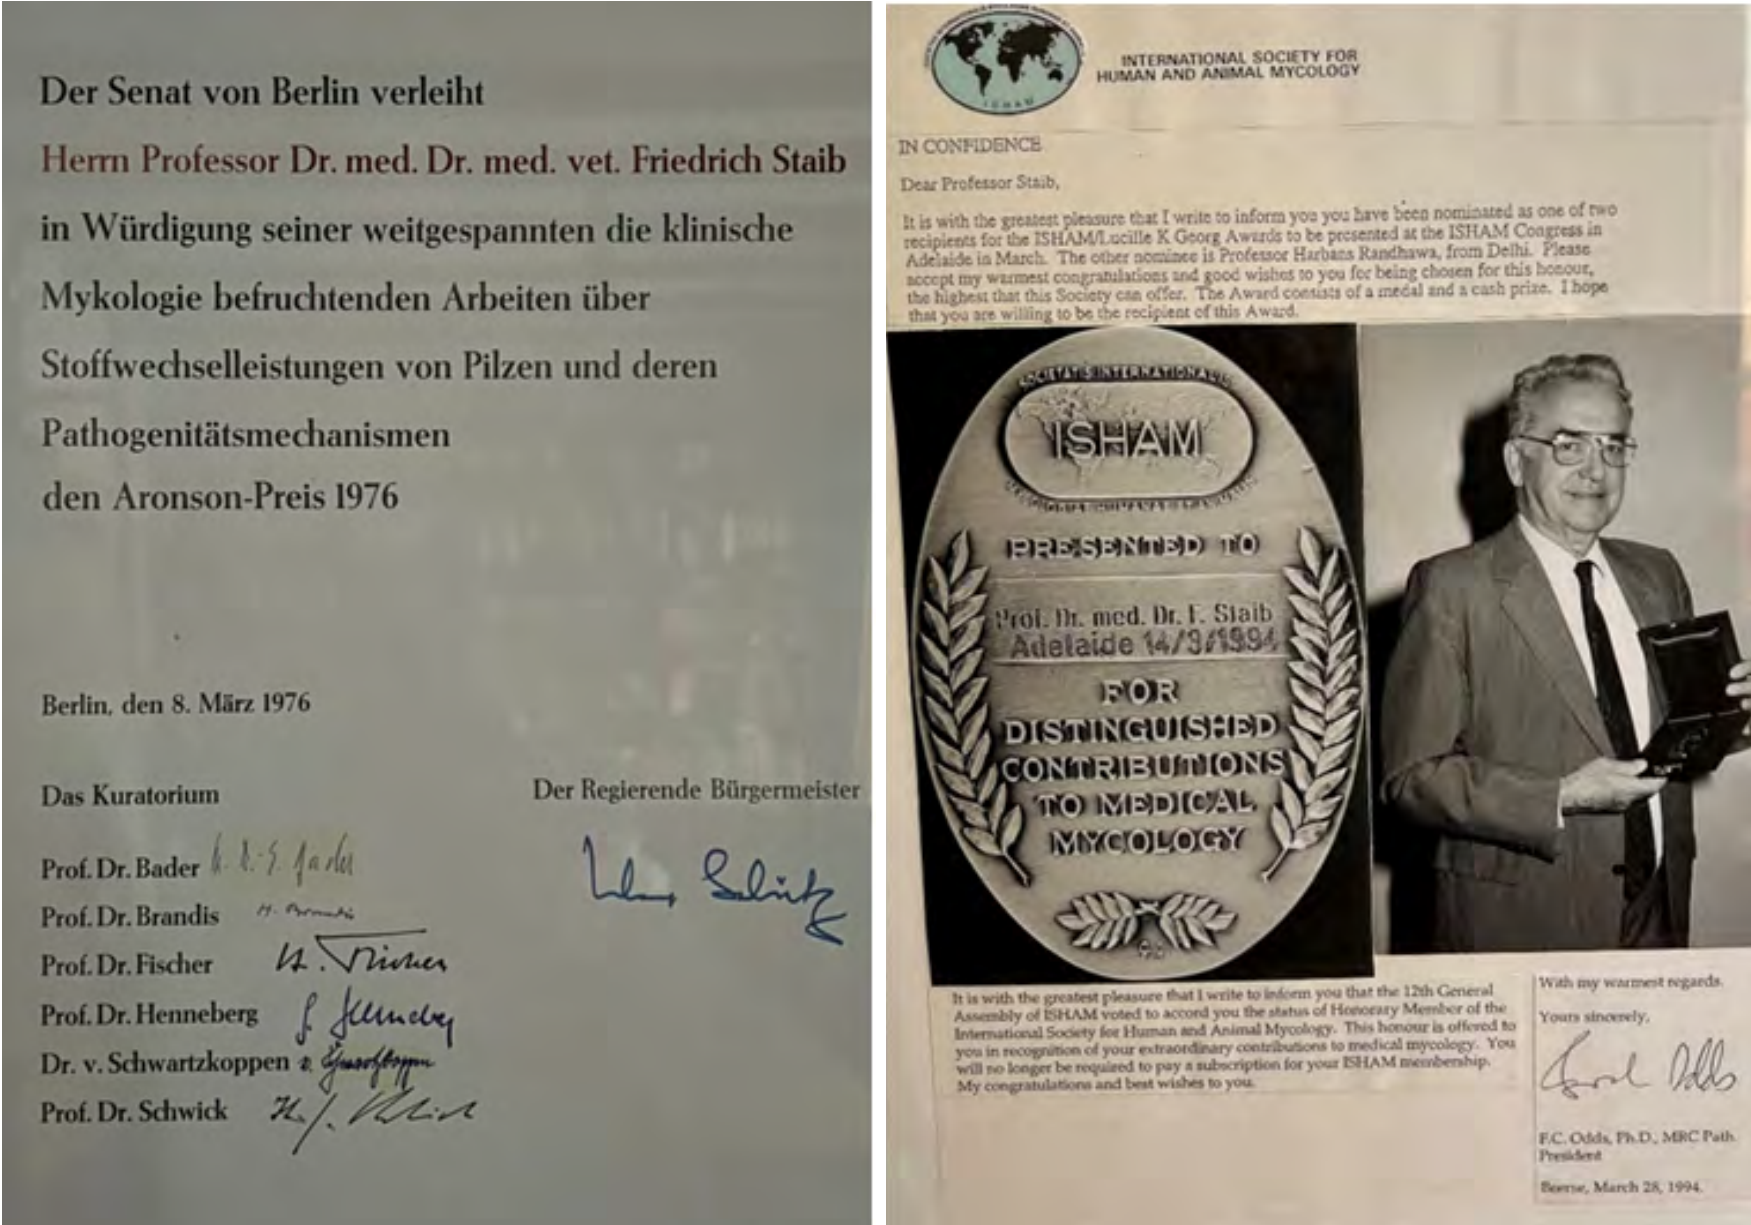 Der Senat von Berlin verleiht
Herrn Professor Dr. med. Dr. med. vet. Friedrich Staib
in Würdigung seiner weitgespannten die klinische
Mykologie befruchtenden Arbeiten über
Stoffwechselleistungen von Pilzen und deren
Pathogenitätsmechanismen
den Aronson-Preis 1976
Berlin, den 8. März 1976
Das Kuratorium
Der Regierende Bürgermeister
Prof. Dr. Bader
Prof. Dr. Brandis
Prof. Dr. Fischer
Prof. Dr. Henneberg
Dr. v. Schwartzkoppen
Prof. Dr. Schwick
ISHAM
INTERNATIONAL SOCIETY FOR
HUMAN AND ANIMAL MYCOLOGY
IN CONFIDENCE
Dear Professor Staib,
It is with the greatest pleasure that I write to inform you you have been nominated as one of two
recipients for the ISHAM/Lucille K Georg Awards to be presented at the ISHAM Congress in
Adelaide in March. The other nominee is Professor Harbans Randhawa, from Delhi. Please
accept my warmest congratulations and good wishes to you for being chosen for this honour,
the highest that this Society can offer. The Award consists of a medal and a cash prize. I hope
that you are willing to be the recipient of this Award.
SOCIETATIS INTERNATIONALIS
ISHAM
PRESENTED TO
Prof. Dr. med. Dr. F. Staib
Adelaide 14/3/1994
FOR
DISTINGUISHED
CONTRIBUTIONS
TO MEDICAL
MYCOLOGY
It is with the greatest pleasure that I write to inform you that the 12th General
Assembly of ISHAM voted to accord you the status of Honorary Member of the
International Society for Human and Animal Mycology. This honour is offered to
you in recognition of your extraordinary contributions to medical mycology. You
will no longer be required to pay a subscription for your ISHAM membership.
My congratulations and best wishes to you.
With my warmest regards.
Yours sincerely,
F.C. Odds, Ph.D., MRC Path.
President
Beerse, March 28, 1994.